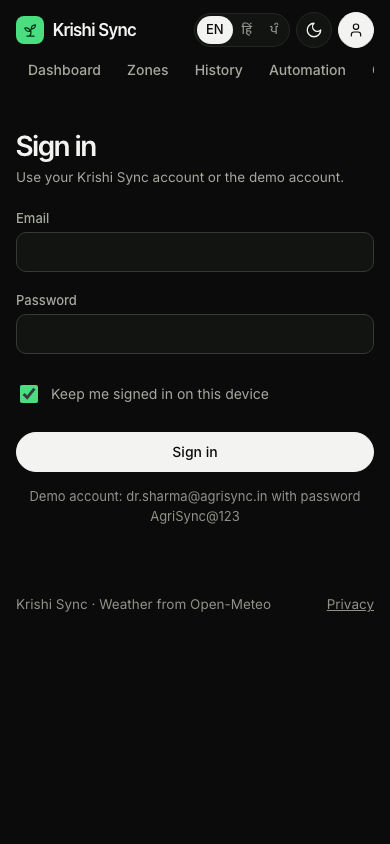 Krishi Sync
EN हिं पं
Dashboard Zones History Automation
Sign in
Use your Krishi Sync account or the demo account.
Email
Password
Keep me signed in on this device
Sign in
Demo account: dr.sharma@agrisync.in with password
AgriSync@123
Krishi Sync · Weather from Open-Meteo Privacy